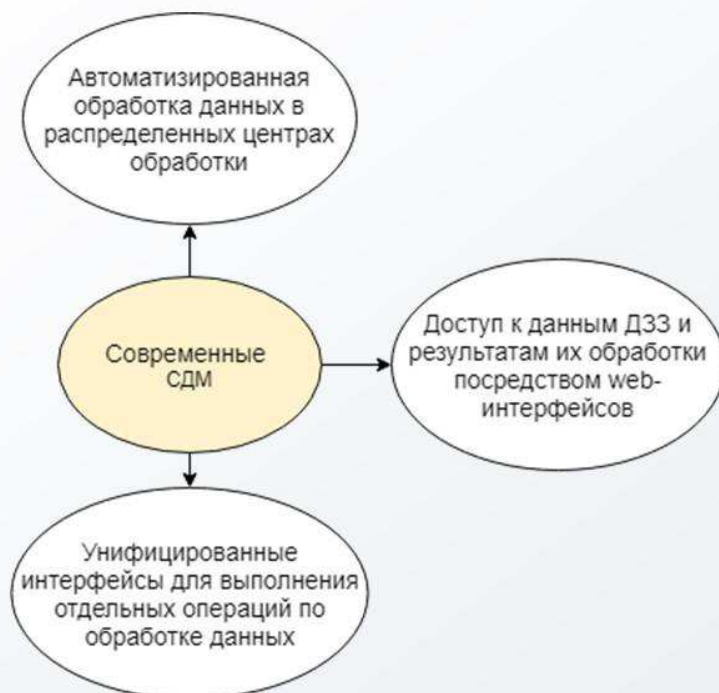 Автоматизированная
обработка данных в
распределенных центрах
обработки
Современные
СДМ
Доступ к данным ДЗЗ и
результатам их обработки
посредством web-
интерфейсов
Унифицированные
интерфейсы для выполнения
отдельных операций по
обработке данных